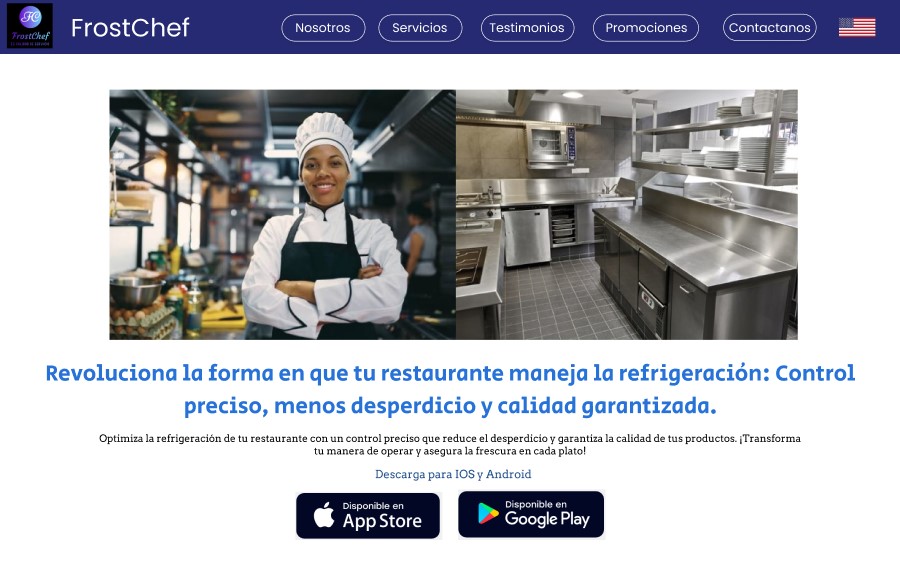 FrostChef
FrostChef
Nosotros
Servicios
Testimonios
Promociones
Contactanos
Revoluciona la forma en que tu restaurante maneja la refrigeración: Control
preciso, menos desperdicio y calidad garantizada.
Optimiza la refrigeración de tu restaurante con un control preciso que reduce el desperdicio y garantiza la calidad de tus productos. ¡Transforma
tu manera de operar y asegura la frescura en cada plato!
Descarga para IOS y Android
Disponible en
App Store
Disponible en
Google Play